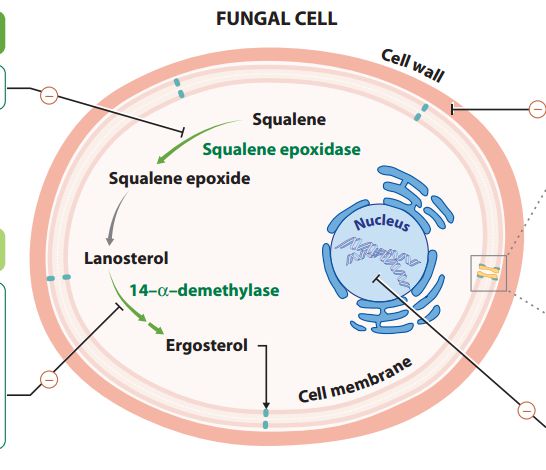 FUNGAL CELL
Cell wall
Squalene
Squalene epoxidase
Squalene epoxide
Nucleus
Lanosterol
14–α–demethylase
Ergosterol
Cell membrane